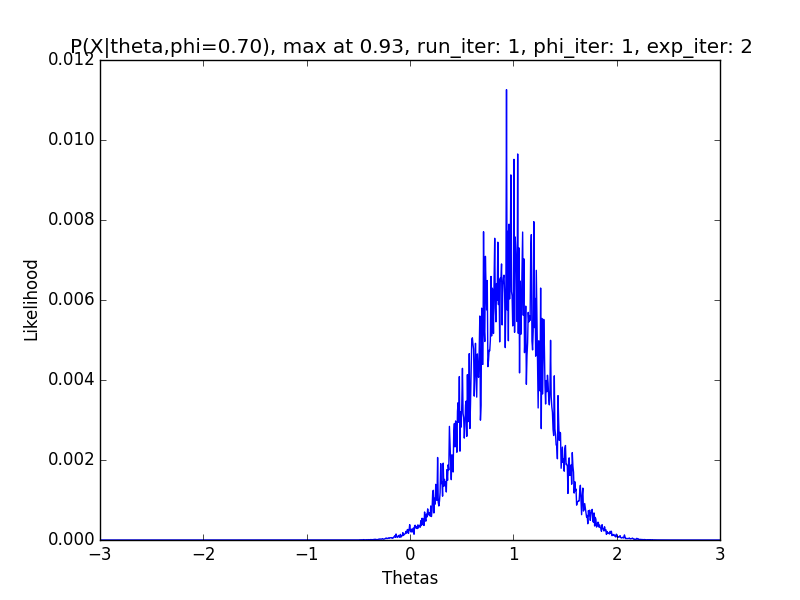 P(X|theta,phi=0.70), max at 0.93, run_iter: 1, phi_iter: 1, exp_iter: 2
0.012
0.010
0.008
0.006
0.004
0.002
0.000
Likelihood
−3 −2 −1 0 1 2 3
Thetas